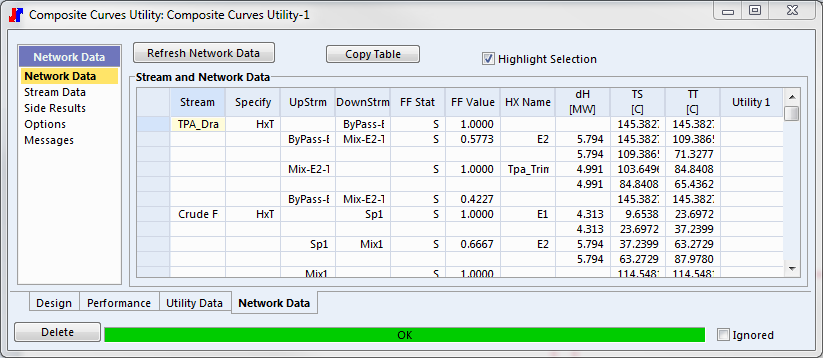 Composite Curves Utility: Composite Curves Utility-1
Network Data
Network Data
Stream Data
Side Results
Options
Messages
Refresh Network Data Copy Table Highlight Selection
Stream and Network Data
Stream Specify UpStrm DownStrm FF Stat FF Value HX Name dH [MW] TS [C] TT [C] Utility 1
TPA_Dra HxT ByPass-E S 1.0000 145.3827 145.3827
ByPass-E Mix-E2-T S 0.5773 E2 5.794 145.3827 109.3865
5.794 109.3865 71.3277
Mix-E2-T S 1.0000 Tpa_Trim 4.991 103.6496 84.8408
4.991 84.8408 65.4362
ByPass-E Mix-E2-T S 0.4227 145.3827 145.3827
Crude F HxT Sp1 S 1.0000 E1 4.313 9.6538 23.6972
4.313 23.6972 37.2399
Sp1 Mix1 S 0.6667 E2 5.794 37.2399 63.2729
5.794 63.2729 87.9780
Mix1 S 1.0000 114.5481 114.5481
Design Performance Utility Data Network Data
Delete OK Ignored